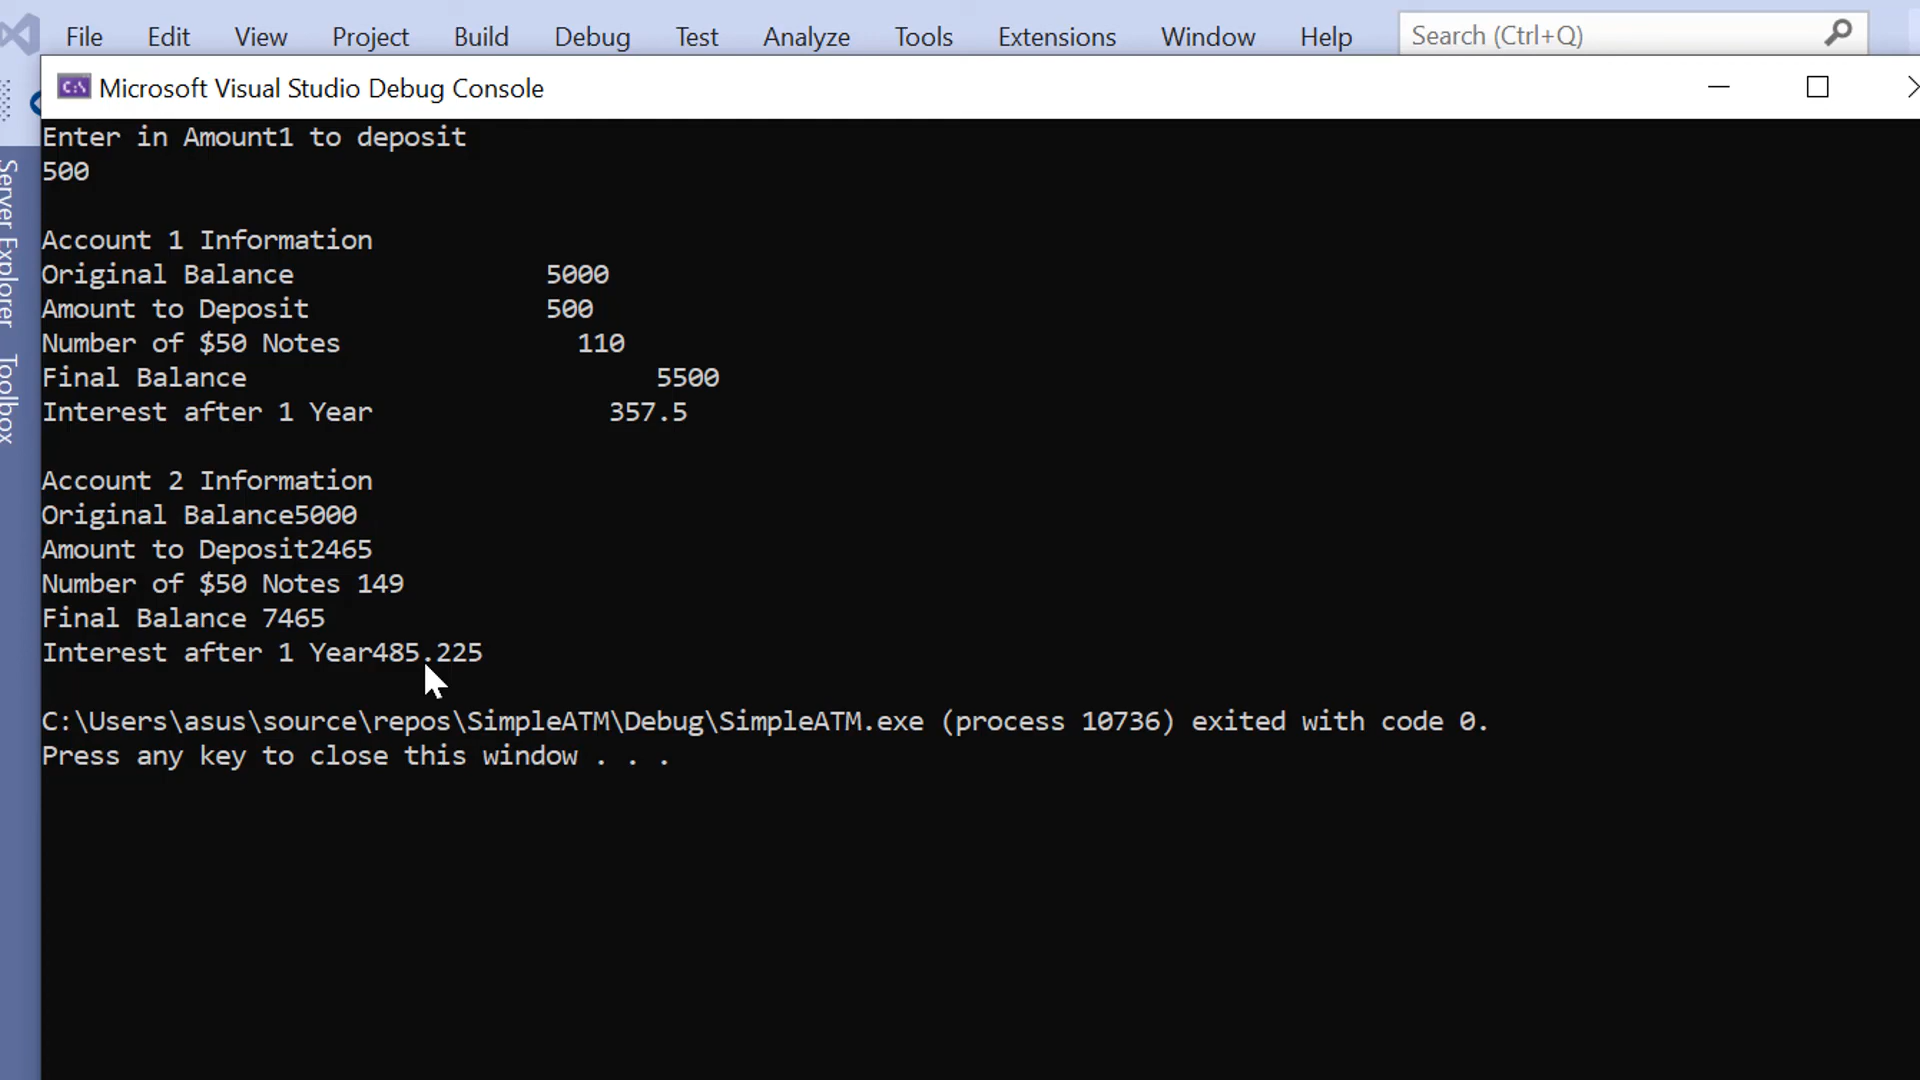 File Edit View Project Build Debug Test Analyze Tools Extensions Window Help Search (Ctrl+Q)
Microsoft Visual Studio Debug Console
Server Explorer
Toolbox
Enter in Amount1 to deposit
500
Account 1 Information
Original Balance 5000
Amount to Deposit 500
Number of $50 Notes 110
Final Balance 5500
Interest after 1 Year 357.5
Account 2 Information
Original Balance5000
Amount to Deposit2465
Number of $50 Notes 149
Final Balance 7465
Interest after 1 Year485.225
C:\Users\asus\source\repos\SimpleATM\Debug\SimpleATM.exe (process 10736) exited with code 0.
Press any key to close this window . . .